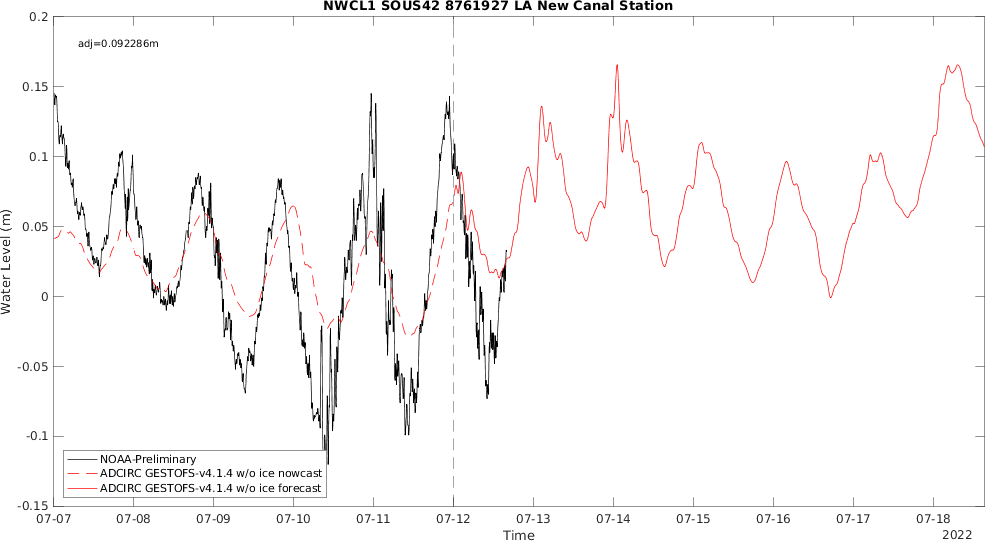 NWCL1 SOUS42 8761927 LA New Canal Station
adj=0.092286m
Water Level (m)
0.2
0.15
0.1
0.05
0
-0.05
-0.1
-0.15
NOAA-Preliminary
ADCIRC GESTOFS-v4.1.4 w/o ice nowcast
ADCIRC GESTOFS-v4.1.4 w/o ice forecast
07-07 07-08 07-09 07-10 07-11 07-12 07-13 07-14 07-15 07-16 07-17 07-18
Time
2022